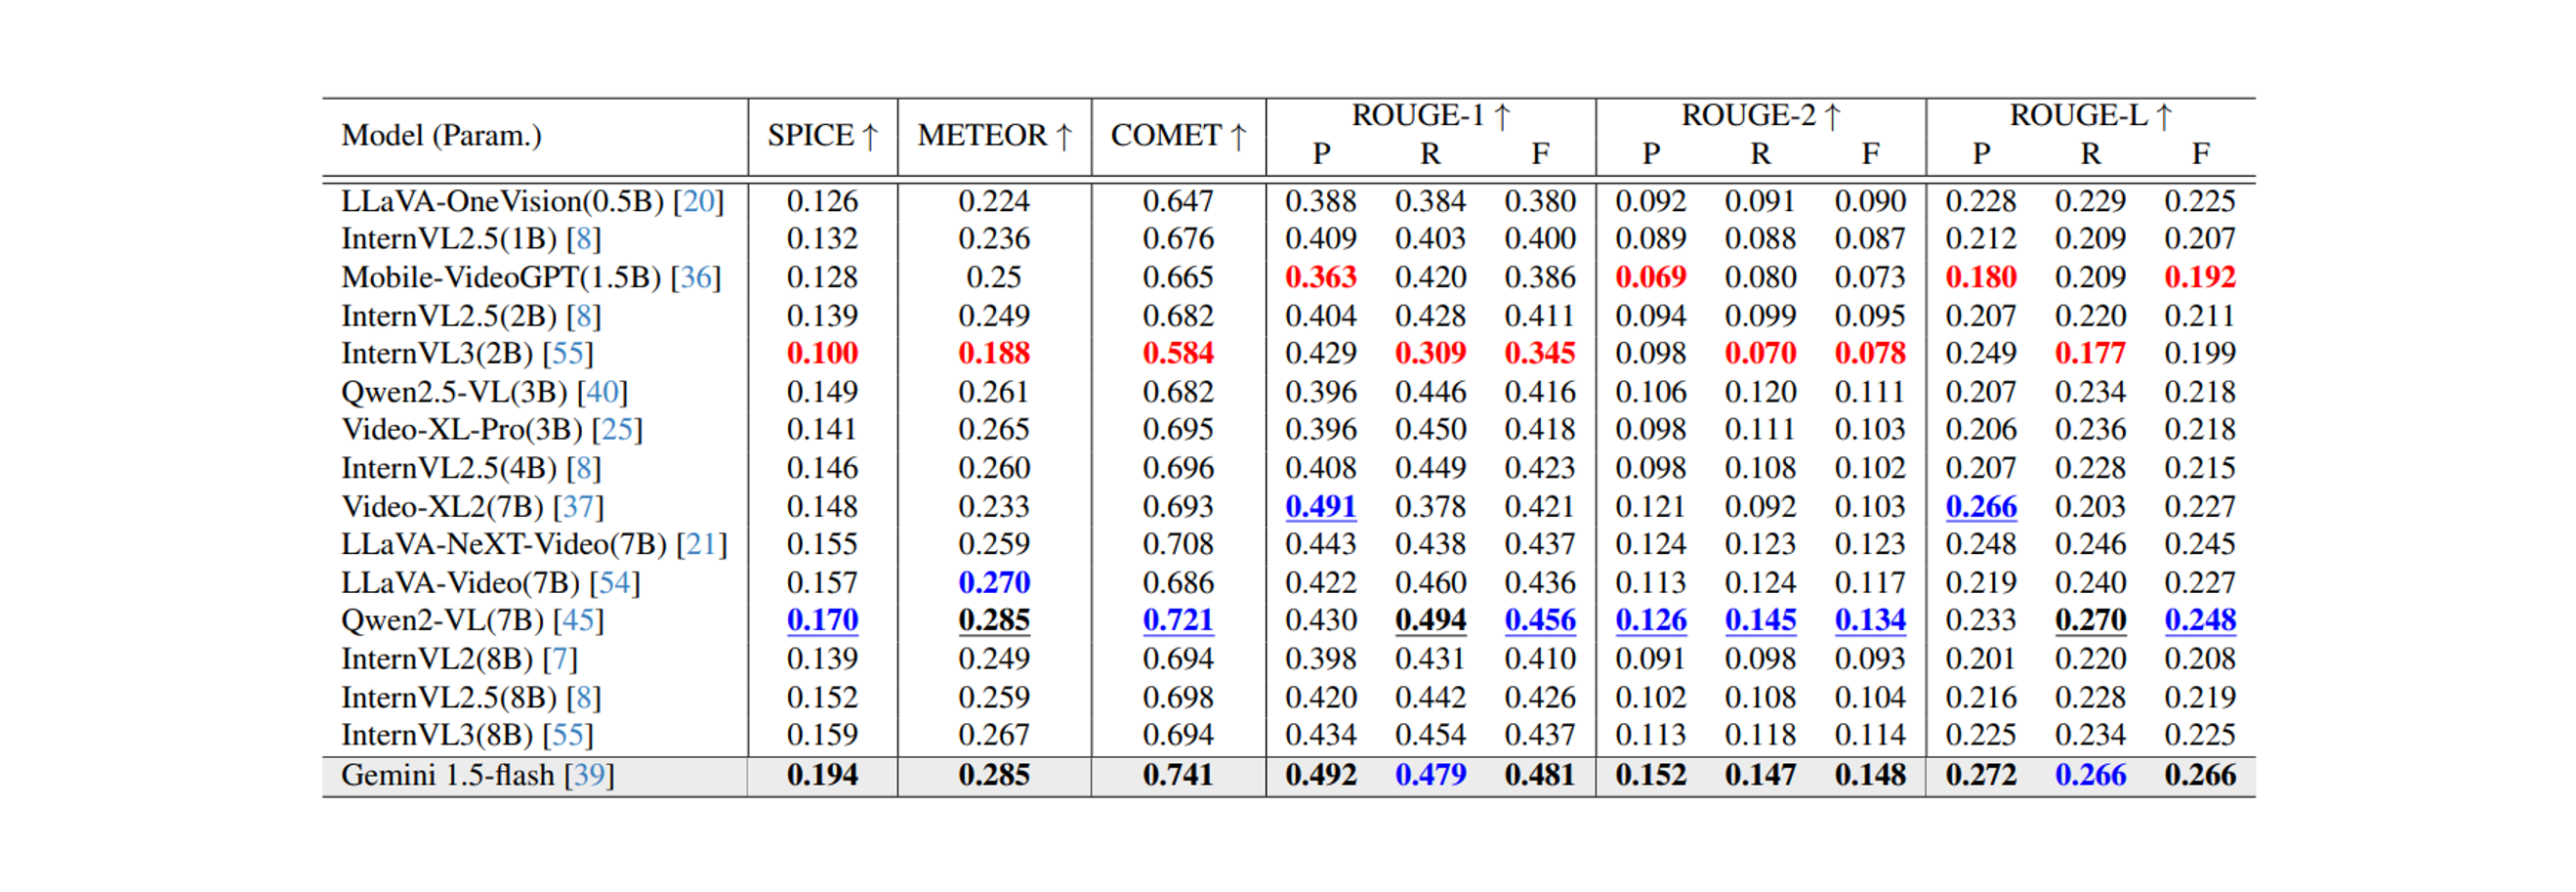 Model (Param.) SPICE ↑ METEOR ↑ COMET ↑ ROUGE-1 ↑ ROUGE-2 ↑ ROUGE-L ↑
P R F P R F P R F
LLaVA-OneVision(0.5B) [20] 0.126 0.224 0.647 0.388 0.384 0.380 0.092 0.091 0.090 0.228 0.229 0.225
InternVL2.5(1B) [8] 0.132 0.236 0.676 0.409 0.403 0.400 0.089 0.088 0.087 0.212 0.209 0.207
Mobile-VideoGPT(1.5B) [36] 0.128 0.25 0.665 0.363 0.420 0.386 0.069 0.080 0.073 0.180 0.209 0.192
InternVL2.5(2B) [8] 0.139 0.249 0.682 0.404 0.428 0.411 0.094 0.099 0.095 0.207 0.220 0.211
InternVL3(2B) [55] 0.100 0.188 0.584 0.429 0.309 0.345 0.098 0.070 0.078 0.249 0.177 0.199
Qwen2.5-VL(3B) [40] 0.149 0.261 0.682 0.396 0.446 0.416 0.106 0.120 0.111 0.207 0.234 0.218
Video-XL-Pro(3B) [25] 0.141 0.265 0.695 0.396 0.450 0.418 0.098 0.111 0.103 0.206 0.236 0.218
InternVL2.5(4B) [8] 0.146 0.260 0.696 0.408 0.449 0.423 0.098 0.108 0.102 0.207 0.228 0.215
Video-XL2(7B) [37] 0.148 0.233 0.693 0.491 0.378 0.421 0.121 0.092 0.103 0.266 0.203 0.227
LLaVA-NeXT-Video(7B) [21] 0.155 0.259 0.708 0.443 0.438 0.437 0.124 0.123 0.123 0.248 0.246 0.245
LLaVA-Video(7B) [54] 0.157 0.270 0.686 0.422 0.460 0.436 0.113 0.124 0.117 0.219 0.240 0.227
Qwen2-VL(7B) [45] 0.170 0.285 0.721 0.430 0.494 0.456 0.126 0.145 0.134 0.233 0.270 0.248
InternVL2(8B) [7] 0.139 0.249 0.694 0.398 0.431 0.410 0.091 0.098 0.093 0.201 0.220 0.208
InternVL2.5(8B) [8] 0.152 0.259 0.698 0.420 0.442 0.426 0.102 0.108 0.104 0.216 0.228 0.219
InternVL3(8B) [55] 0.159 0.267 0.694 0.434 0.454 0.437 0.113 0.118 0.114 0.225 0.234 0.225
Gemini 1.5-flash [39] 0.194 0.285 0.741 0.492 0.479 0.481 0.152 0.147 0.148 0.272 0.266 0.266